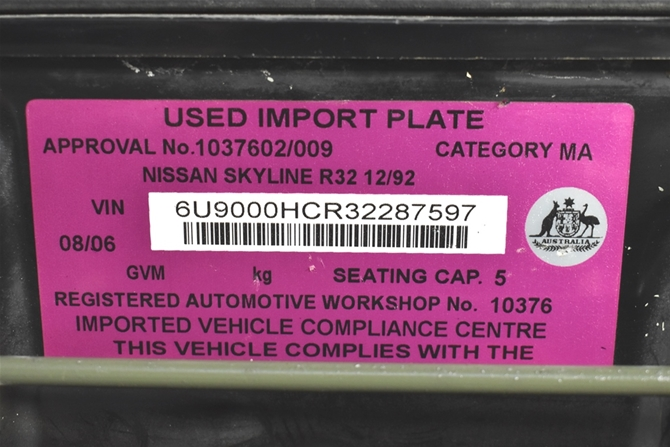 USED IMPORT PLATE
APPROVAL No.1037602/009 CATEGORY MA
NISSAN SKYLINE R32 12/92
VIN 6U9000HCR32287597
08/06
AUSTRALIA
GVM kg SEATING CAP. 5
REGISTERED AUTOMOTIVE WORKSHOP No. 10376
IMPORTED VEHICLE COMPLIANCE CENTRE
THIS VEHICLE COMPLIES WITH THE